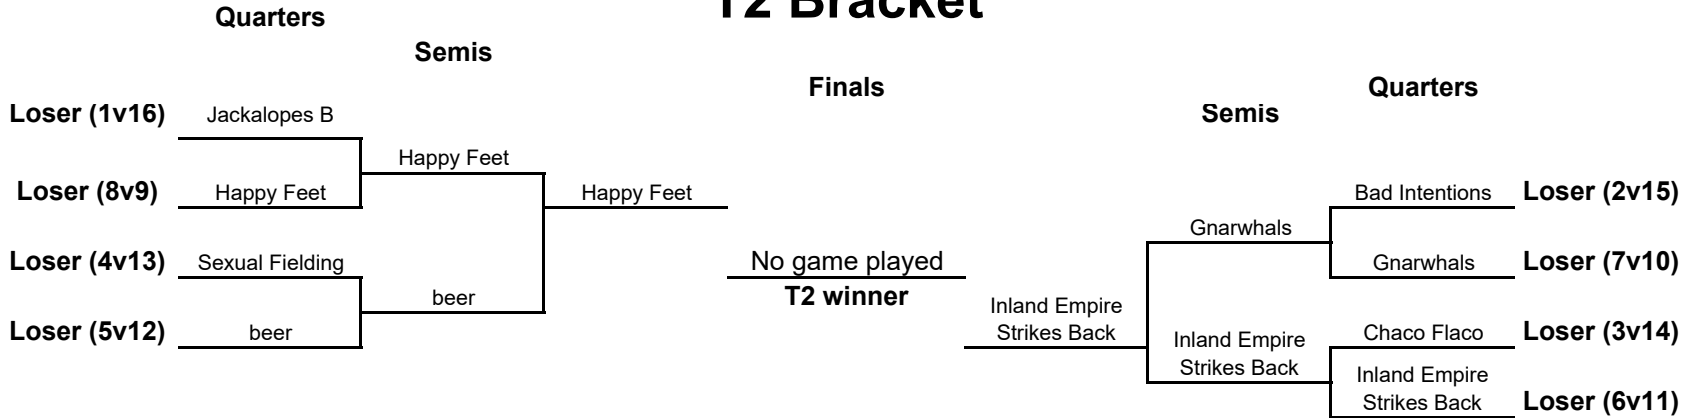 T2 Bracket
Quarters
Semis
Finals
Quarters
Semis
Loser (1v16)
Jackalopes B
Happy Feet
Loser (8v9)
Happy Feet
Happy Feet
Bad Intentions
Loser (2v15)
Gnarwhals
Loser (4v13)
Sexual Fielding
No game played
Gnarwhals
Loser (7v10)
beer
T2 winner
Inland Empire
Strikes Back
Loser (5v12)
beer
Inland Empire
Strikes Back
Chaco Flaco
Loser (3v14)
Inland Empire
Strikes Back
Loser (6v11)